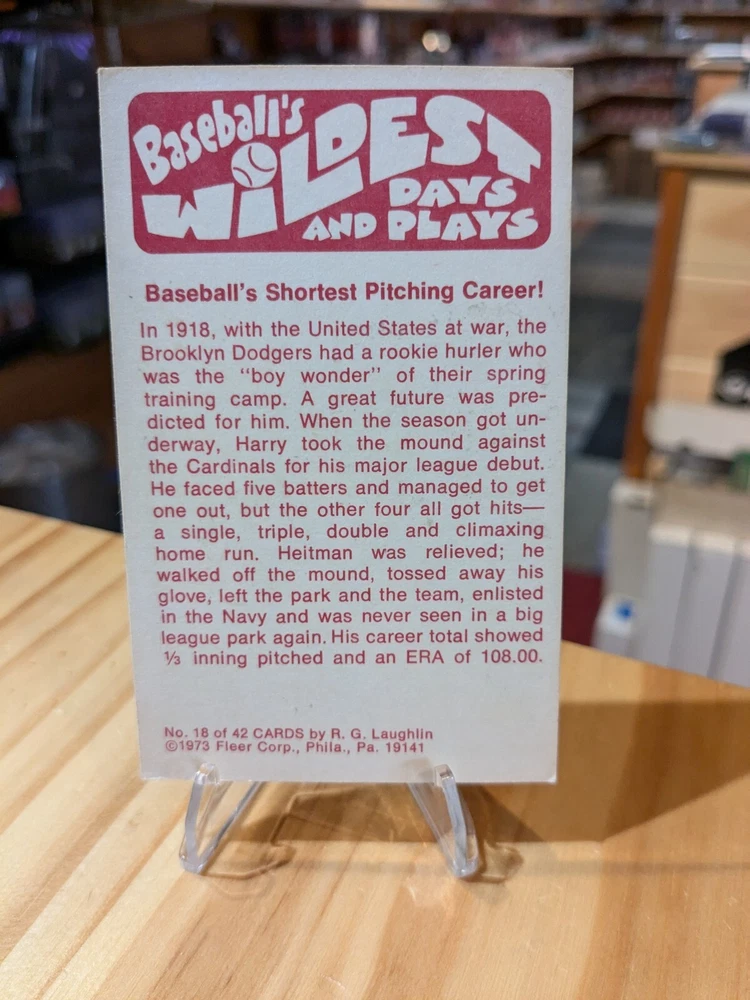 Baseball's
WILDEST
DAYS
AND PLAYS
Baseball's Shortest Pitching Career!
In 1918, with the United States at war, the
Brooklyn Dodgers had a rookie hurler who
was the "boy wonder" of their spring
training camp. A great future was pre-
dicted for him. When the season got un-
derway, Harry took the mound against
the Cardinals for his major league debut.
He faced five batters and managed to get
one out, but the other four all got hits—
a single, triple, double and climaxing
home run. Heitman was relieved; he
walked off the mound, tossed away his
glove, left the park and the team, enlisted
in the Navy and was never seen in a big
league park again. His career total showed
⅓ inning pitched and an ERA of 108.00.
No. 18 of 42 CARDS by R. G. Laughlin
©1973 Fleer Corp., Phila., Pa. 19141